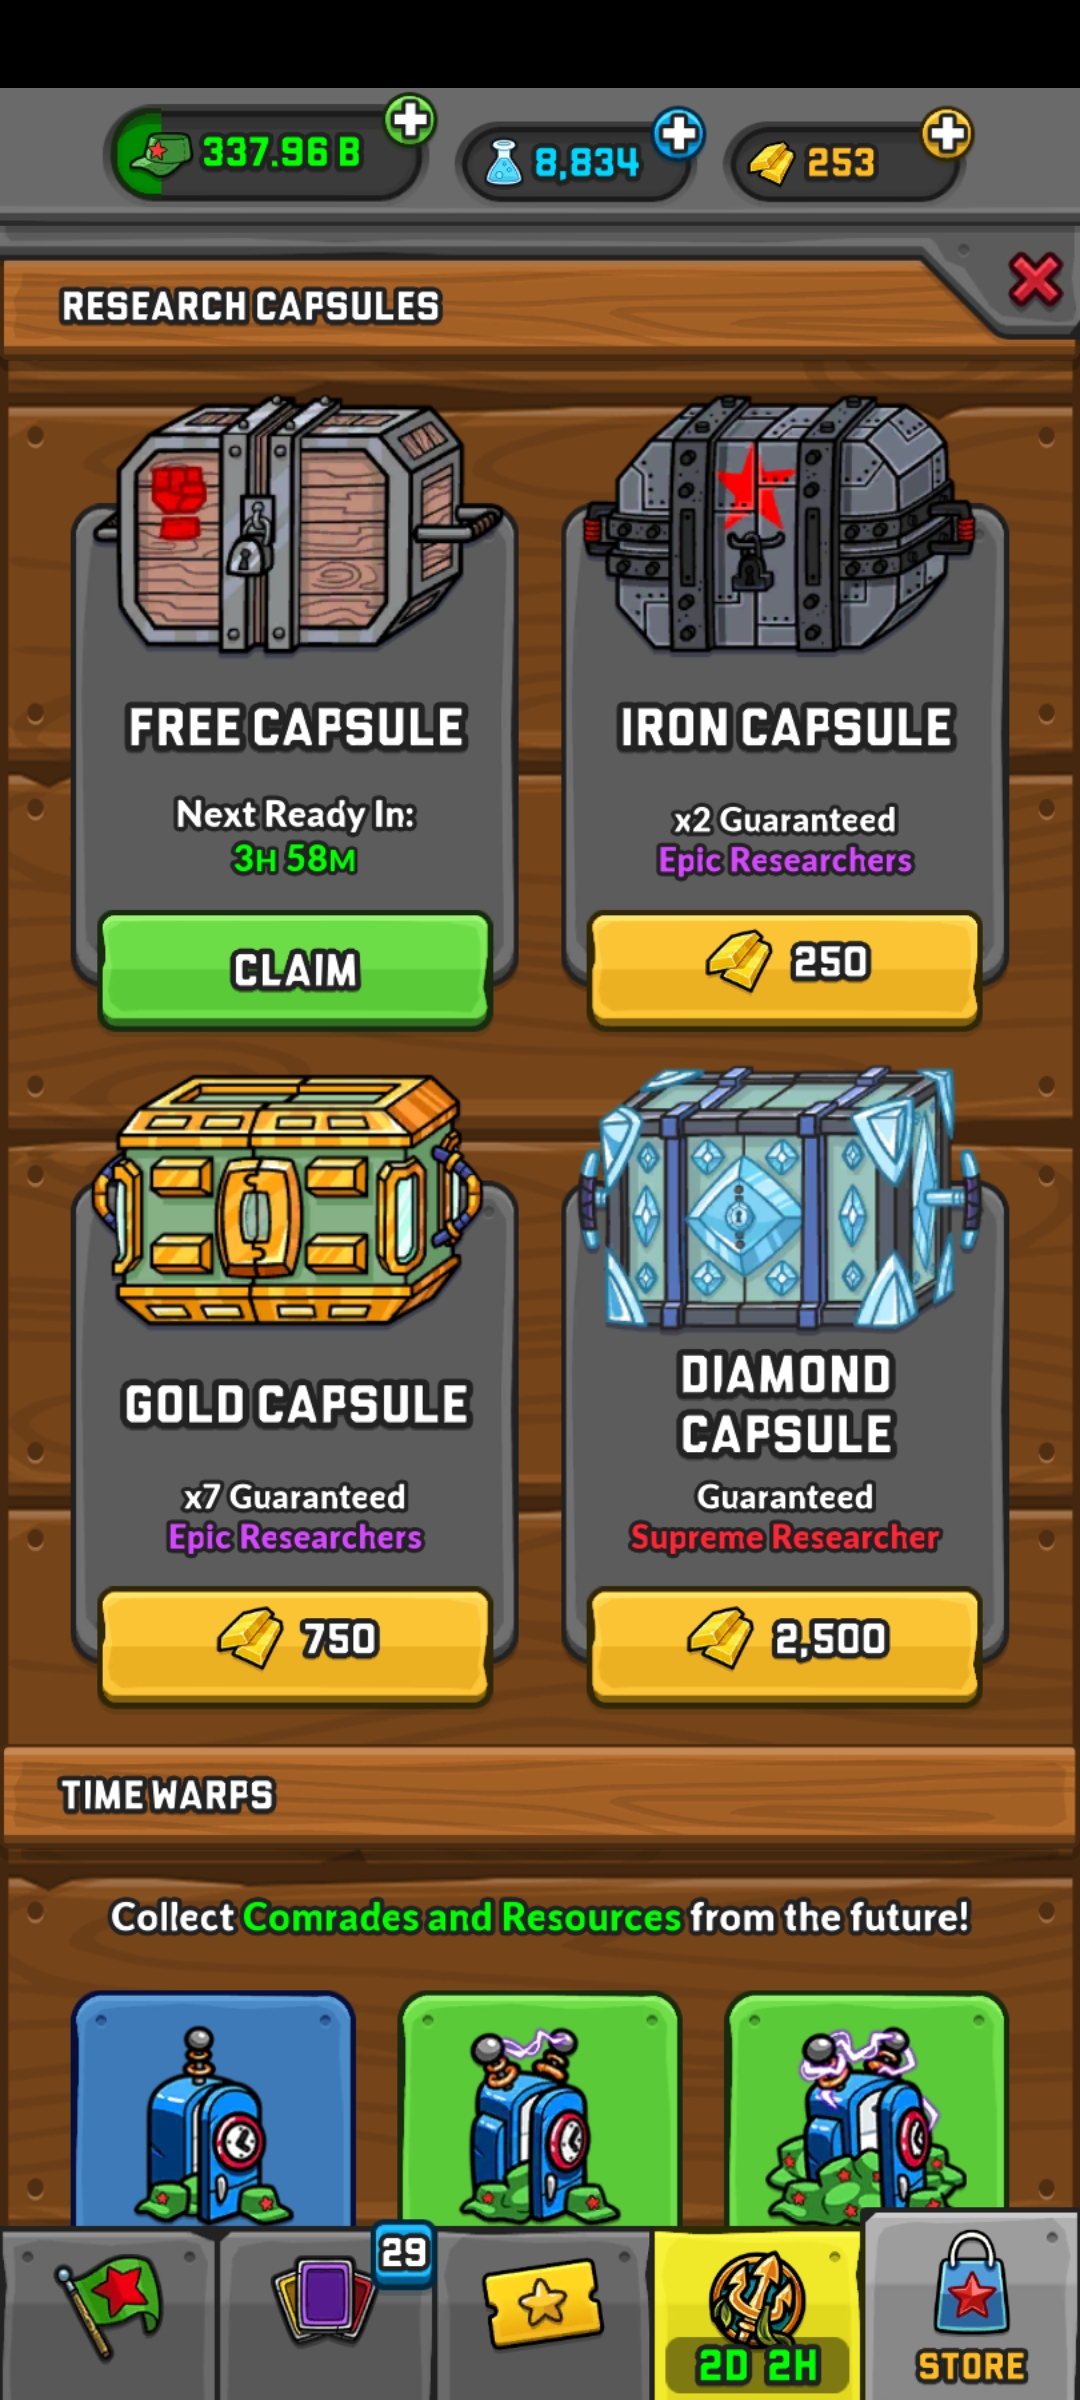 337.96 B
8,834
253
RESEARCH CAPSULES
FREE CAPSULE
Next Ready In:
3H 58M
CLAIM
IRON CAPSULE
x2 Guaranteed
Epic Researchers
250
GOLD CAPSULE
x7 Guaranteed
Epic Researchers
750
DIAMOND
CAPSULE
Guaranteed
Supreme Researcher
2,500
TIME WARPS
Collect Comrades and Resources from the future!
29
2D 2H
STORE